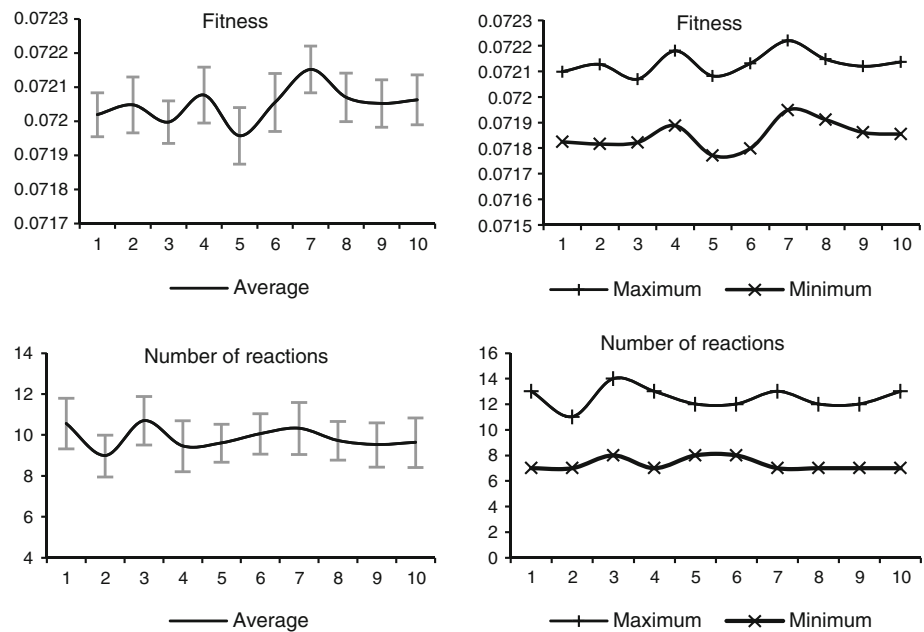 Fitness
0.0723
0.0722
0.0721
0.072
0.0719
0.0718
0.0717
1 2 3 4 5 6 7 8 9 10
Average
Fitness
0.0723
0.0722
0.0721
0.072
0.0719
0.0718
0.0717
0.0716
0.0715
1 2 3 4 5 6 7 8 9 10
Maximum Minimum
Number of reactions
14
12
10
8
6
4
1 2 3 4 5 6 7 8 9 10
Average
Number of reactions
16
14
12
10
8
6
4
2
0
1 2 3 4 5 6 7 8 9 10
Maximum Minimum